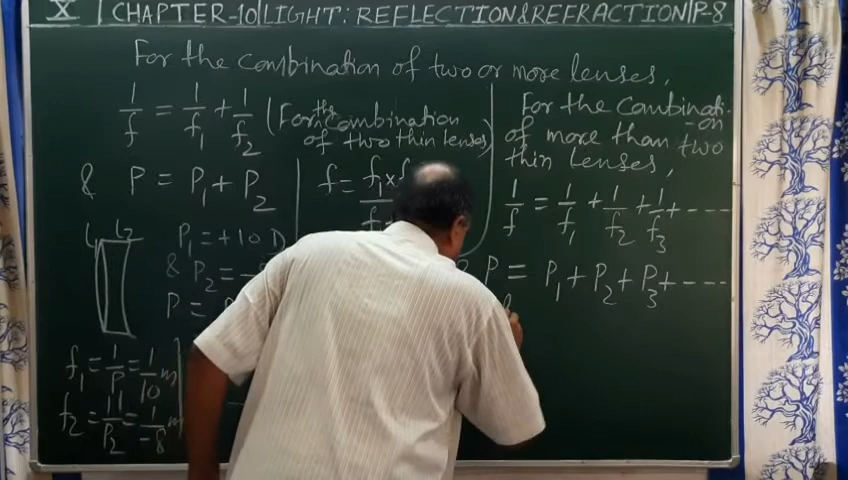 X | CHAPTER-10 | LIGHT: REFLECTION & REFRACTION | P-8
For the combination of two or more lenses,
1/f = 1/f₁ + 1/f₂ (For the combination of two thin lenses)
& P = P₁ + P₂
f = f₁ ×
L₁ L₂
P₁ = +10 D
& P₂ = -
P =
f₁ = 1/P = 1/10 m
f₂ = 1/P₂ = 1/-8 m
For the combination
of more than two
thin lenses,
1/f = 1/f₁ + 1/f₂ + 1/f₃ + ----
P = P₁ + P₂ + P₃ + ----